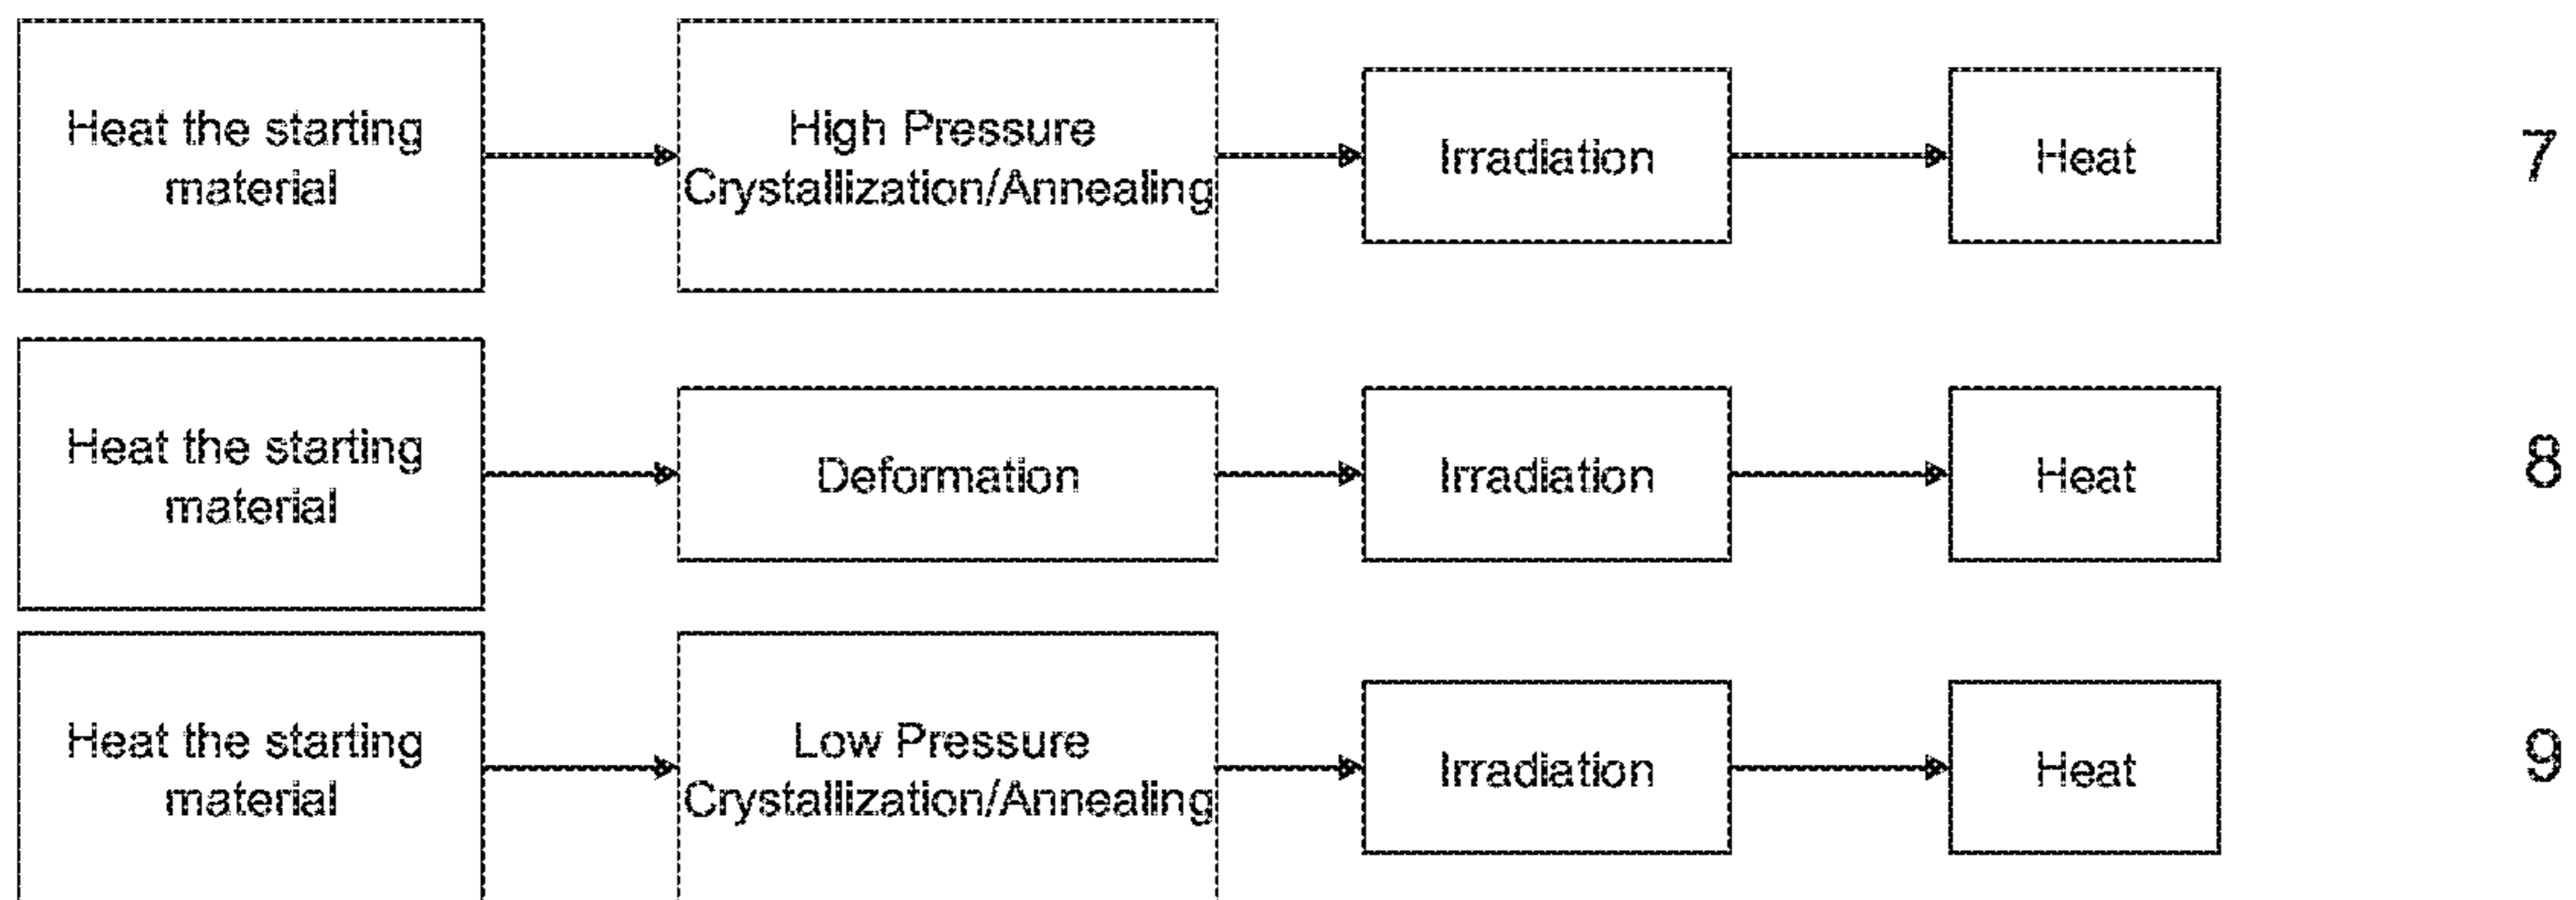 Heat the starting
material
High Pressure
Crystallization/Annealing
Irradiation
Heat
7
Heat the starting
material
Deformation
Irradiation
Heat
8
Heat the starting
material
Low Pressure
Crystallization/Annealing
Irradiation
Heat
9